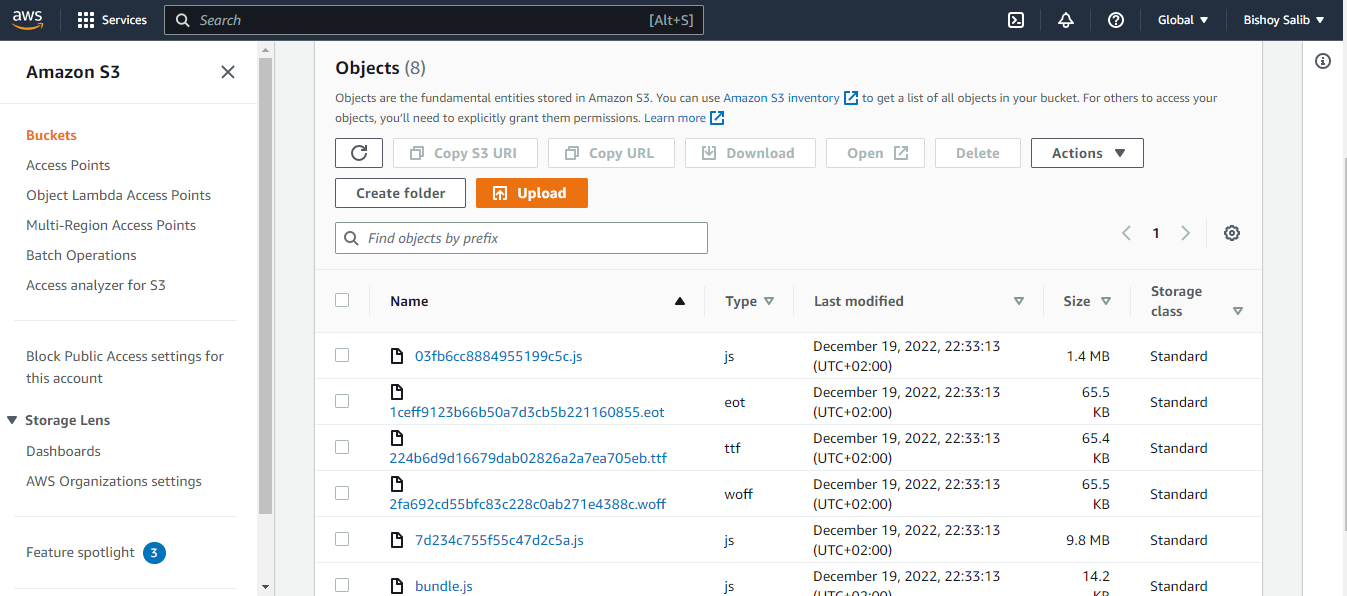 aws
Services
Search
[Alt+S]
Global
Bishoy Salib
Amazon S3
Buckets
Access Points
Object Lambda Access Points
Multi-Region Access Points
Batch Operations
Access analyzer for S3
Block Public Access settings for
this account
Storage Lens
Dashboards
AWS Organizations settings
Feature spotlight 3
Objects (8)
Objects are the fundamental entities stored in Amazon S3. You can use Amazon S3 inventory to get a list of all objects in your bucket. For others to access your
objects, you'll need to explicitly grant them permissions. Learn more
Copy S3 URI
Copy URL
Download
Open
Delete
Actions
Create folder
Upload
Find objects by prefix
1
Name
Type
Last modified
Size
Storage
class
03fb6cc8884955199c5c.js
js
December 19, 2022, 22:33:13
(UTC+02:00)
1.4 MB
Standard
1ceff9123b66b50a7d3cb5b221160855.eot
eot
December 19, 2022, 22:33:13
(UTC+02:00)
65.5
KB
Standard
224b6d9d16679dab02826a2a7ea705eb.ttf
ttf
December 19, 2022, 22:33:13
(UTC+02:00)
65.4
KB
Standard
2fa692cd55bfc83c228c0ab271e4388c.woff
woff
December 19, 2022, 22:33:13
(UTC+02:00)
65.5
KB
Standard
7d234c755f55c47d2c5a.js
js
December 19, 2022, 22:33:13
(UTC+02:00)
9.8 MB
Standard
bundle.js
js
December 19, 2022, 22:33:13
(UTC+02:00)
14.2
KB
Standard